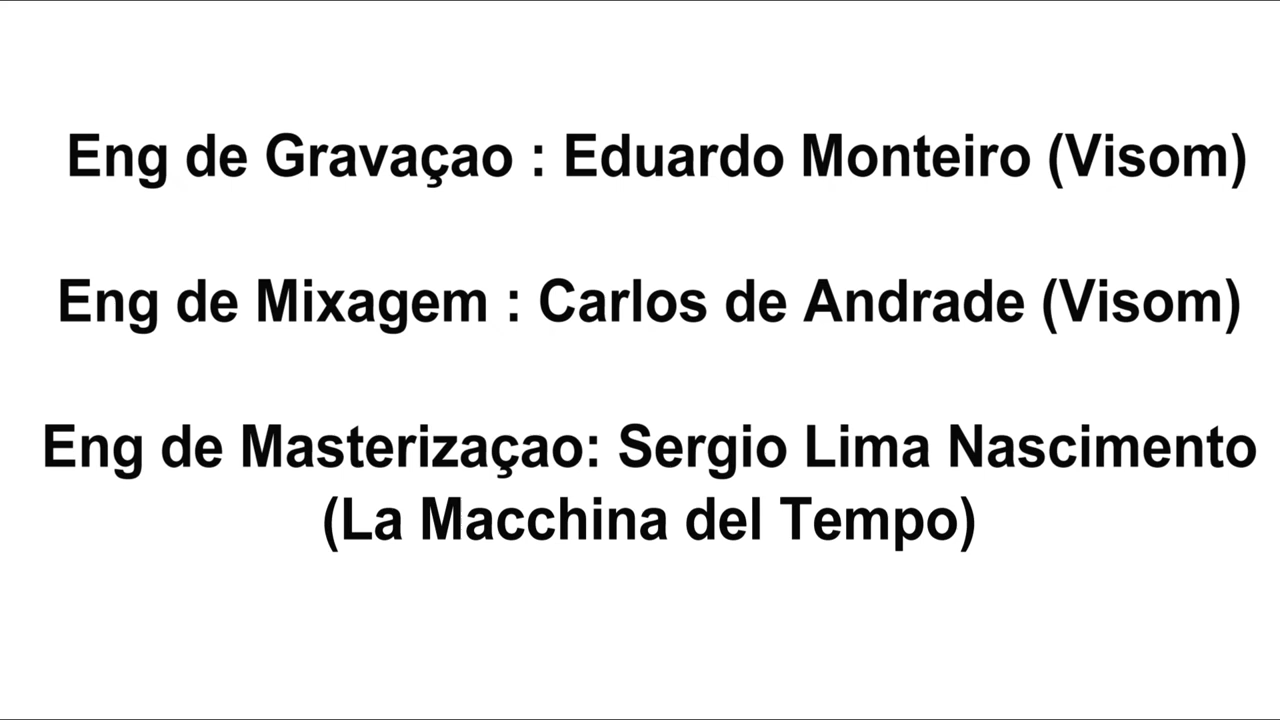 Eng de Gravaçao : Eduardo Monteiro (Visom)
Eng de Mixagem : Carlos de Andrade (Visom)
Eng de Masterizaçao: Sergio Lima Nascimento
(La Macchina del Tempo)